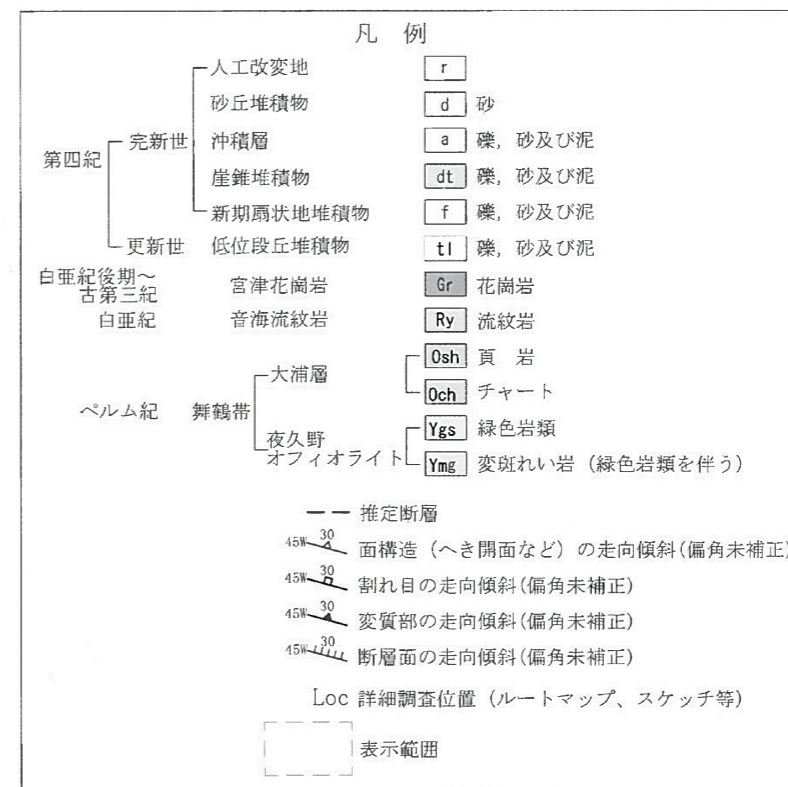 凡 例
人工改変地 r
砂丘堆積物 d 砂
第四紀 完新世 沖積層 a 礫，砂及び泥
崖錐堆積物 dt 礫，砂及び泥
新期扇状地堆積物 f 礫，砂及び泥
更新世 低位段丘堆積物 tl 礫，砂及び泥
白亜紀後期～
古第三紀 宮津花崗岩 Gr 花崗岩
白亜紀 音海流紋岩 Ry 流紋岩
大浦層 Osh 頁 岩
Och チャート
ペルム紀 舞鶴帯 Ygs 緑色岩類
夜久野
オフィオライト Ymg 変斑れい岩（緑色岩類を伴う）
推定断層
45W 30 面構造（へき開面など）の走向傾斜(偏角未補正)
45W 30 割れ目の走向傾斜(偏角未補正)
45W 30 変質部の走向傾斜(偏角未補正)
45W 30 断層面の走向傾斜(偏角未補正)
Loc 詳細調査位置（ルートマップ、スケッチ等）
表示範囲